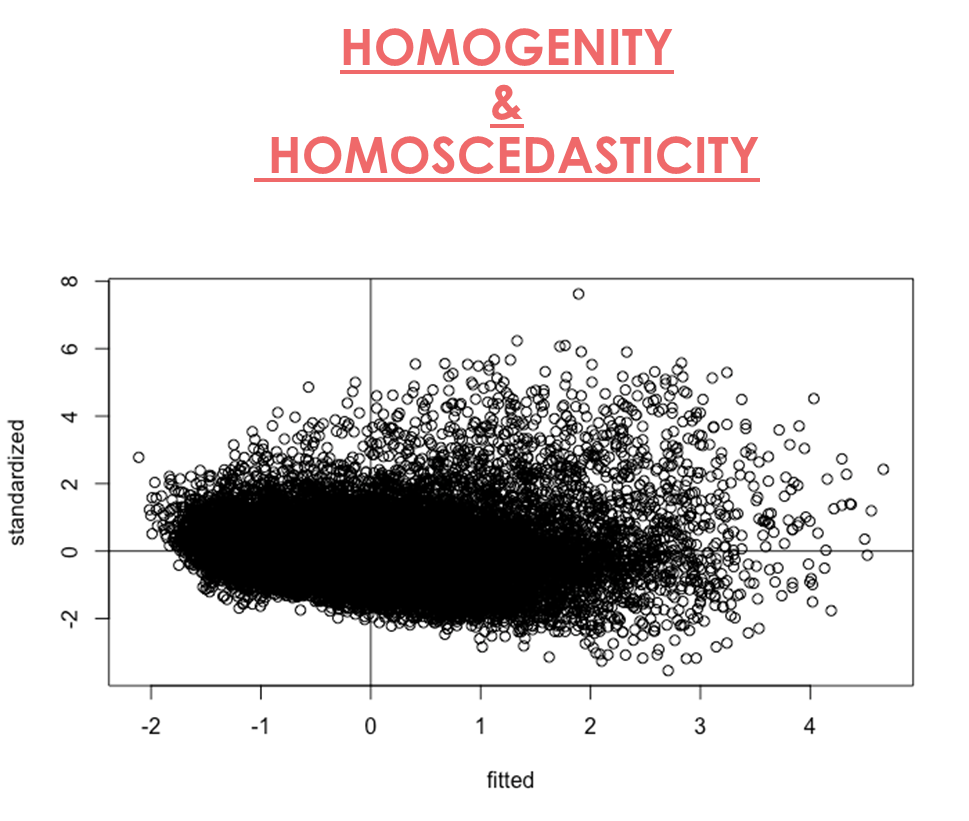 HOMOGENITY
&
HOMOSCEDASTICITY
8
6
4
2
0
-2
standardized
-2 -1 0 1 2 3 4
fitted